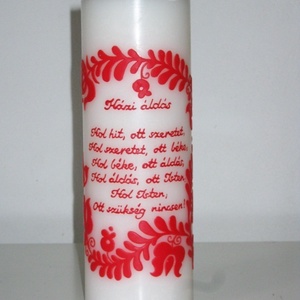 Házi áldás
Hol hit, ott szeretet,
Hol szeretet, ott béke,
Hol béke, ott áldás,
Hol áldás, ott Isten,
Hol Isten,
Ott szükség nincsen!